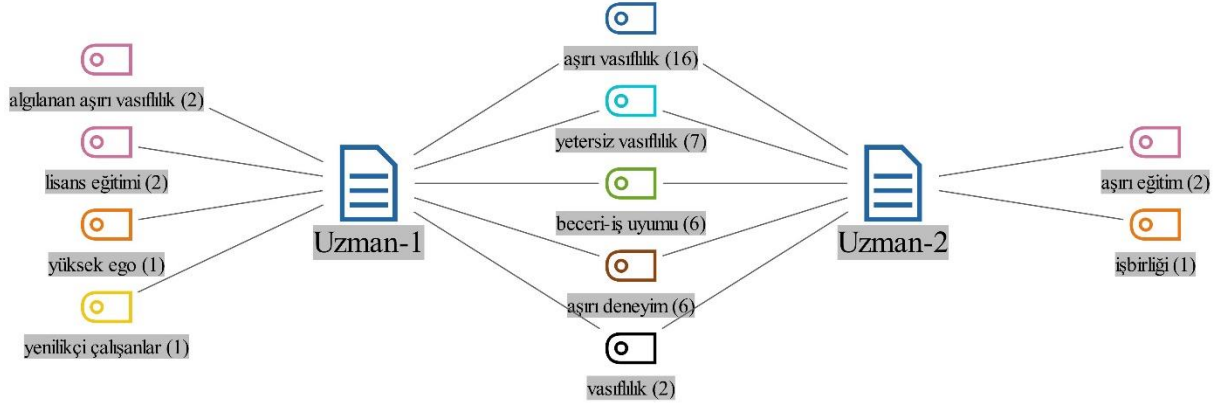 aşırı vasıflılık (16)
algılanan aşırı vasıflılık (2)
yetersiz vasıflılık (7)
lisans eğitimi (2)
aşırı eğitim (2)
beceri-iş uyumu (6)
Uzman-1
Uzman-2
yüksek ego (1)
işbirliği (1)
aşırı deneyim (6)
yenilikçi çalışanlar (1)
vasıflılık (2)